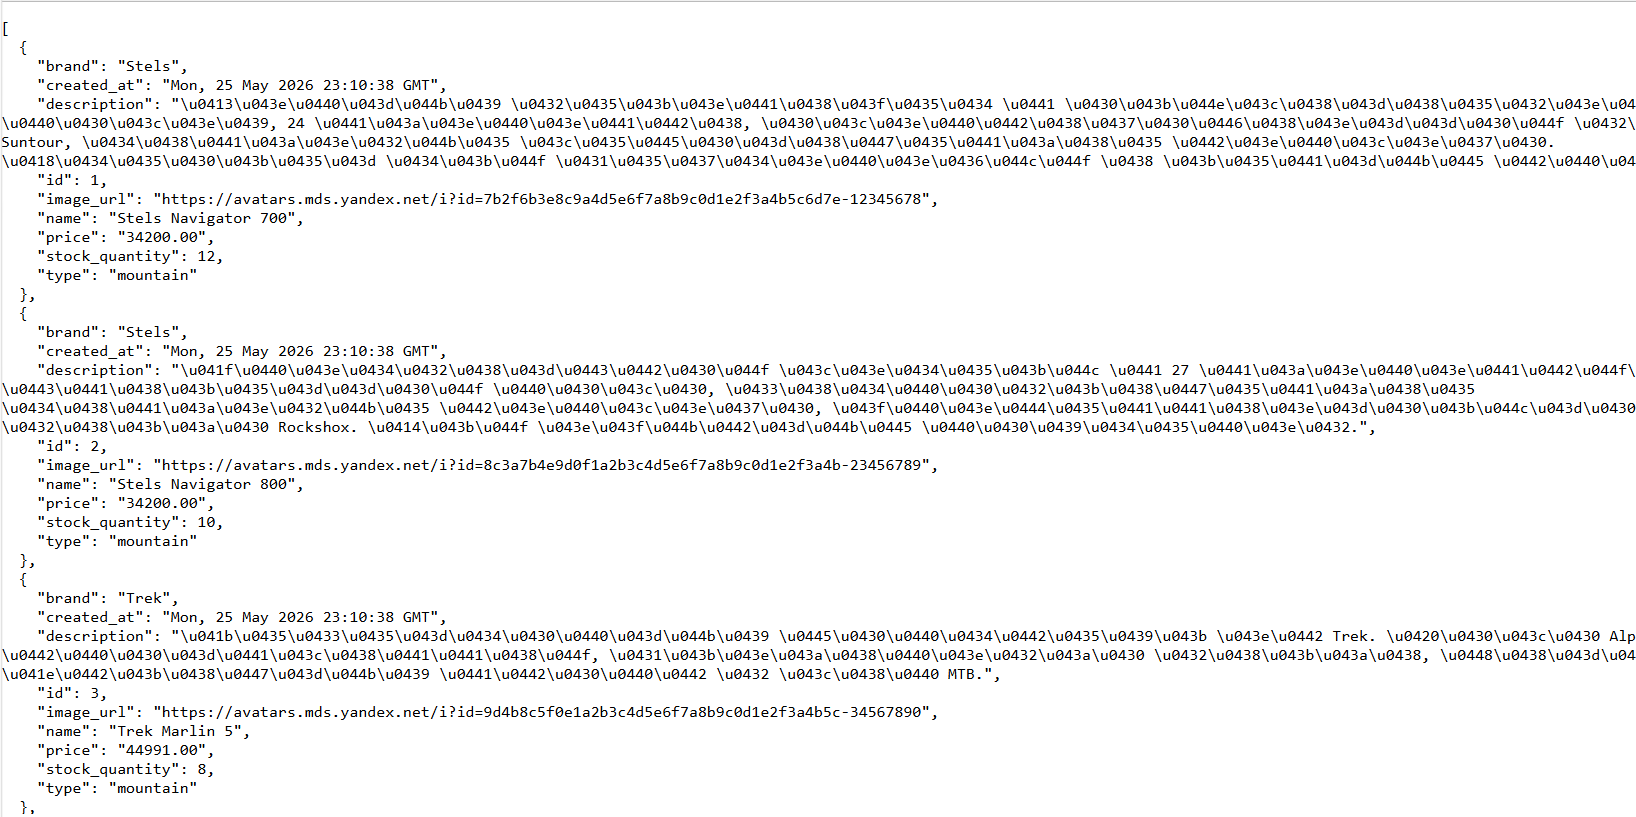 [
  {
    "brand": "Stels",
    "created_at": "Mon, 25 May 2026 23:10:38 GMT",
    "description": "\u0413\u043e\u0440\u043d\u044b\u0439 \u0432\u0435\u043b\u043e\u0441\u0438\u043f\u0435\u0434 \u0441 \u0430\u043b\u044e\u043c\u0438\u043d\u0438\u0435\u0432\u043e\u04
\u0440\u0430\u043c\u043e\u0439, 24 \u0441\u043a\u043e\u0440\u043e\u0441\u0442\u0438, \u0430\u043c\u043e\u0440\u0442\u0438\u0437\u0430\u0446\u0438\u043e\u043d\u043d\u0430\u044f \u0432\
Suntour, \u0434\u0438\u0441\u043a\u043e\u0432\u044b\u0435 \u043c\u0435\u0445\u0430\u043d\u0438\u0447\u0435\u0441\u043a\u0438\u0435 \u0442\u043e\u0440\u043c\u043e\u0437\u0430.
\u0418\u0434\u0435\u0430\u043b\u0435\u043d \u0434\u043b\u044f \u0431\u0435\u0437\u0434\u043e\u0440\u043e\u0436\u044c\u044f \u0438 \u043b\u0435\u0441\u043d\u044b\u0445 \u0442\u0440\u04
    "id": 1,
    "image_url": "https://avatars.mds.yandex.net/i?id=7b2f6b3e8c9a4d5e6f7a8b9c0d1e2f3a4b5c6d7e-12345678",
    "name": "Stels Navigator 700",
    "price": "34200.00",
    "stock_quantity": 12,
    "type": "mountain"
  },
  {
    "brand": "Stels",
    "created_at": "Mon, 25 May 2026 23:10:38 GMT",
    "description": "\u041f\u0440\u043e\u0434\u0432\u0438\u043d\u0443\u0442\u0430\u044f \u043c\u043e\u0434\u0435\u043b\u044c \u0441 27 \u0441\u043a\u043e\u0440\u043e\u0441\u0442\u044f\
\u0443\u0441\u0438\u043b\u0435\u043d\u043d\u0430\u044f \u0440\u0430\u043c\u0430, \u0433\u0438\u0434\u0440\u0430\u0432\u043b\u0438\u0447\u0435\u0441\u043a\u0438\u0435
\u0434\u0438\u0441\u043a\u043e\u0432\u044b\u0435 \u0442\u043e\u0440\u043c\u043e\u0437\u0430, \u043f\u0440\u043e\u0444\u0435\u0441\u0441\u0438\u043e\u043d\u0430\u043b\u044c\u043d\u0430
\u0432\u0438\u043b\u043a\u0430 Rockshox. \u0414\u043b\u044f \u043e\u043f\u044b\u0442\u043d\u044b\u0445 \u0440\u0430\u0439\u0434\u0435\u0440\u043e\u0432.",
    "id": 2,
    "image_url": "https://avatars.mds.yandex.net/i?id=8c3a7b4e9d0f1a2b3c4d5e6f7a8b9c0d1e2f3a4b-23456789",
    "name": "Stels Navigator 800",
    "price": "34200.00",
    "stock_quantity": 10,
    "type": "mountain"
  },
  {
    "brand": "Trek",
    "created_at": "Mon, 25 May 2026 23:10:38 GMT",
    "description": "\u041b\u0435\u0433\u0435\u043d\u0434\u0430\u0440\u043d\u044b\u0439 \u0445\u0430\u0440\u0434\u0442\u0435\u0439\u043b \u043e\u0442 Trek. \u0420\u0430\u043c\u0430 Alp
\u0442\u0440\u0430\u043d\u0441\u043c\u0438\u0441\u0441\u0438\u044f, \u0431\u043b\u043e\u043a\u0438\u0440\u043e\u0432\u043a\u0430 \u0432\u0438\u043b\u043a\u0438, \u0448\u0438\u043d\u04
\u041e\u0442\u043b\u0438\u0447\u043d\u044b\u0439 \u0441\u0442\u0430\u0440\u0442 \u0432 \u043c\u0438\u0440 MTB.",
    "id": 3,
    "image_url": "https://avatars.mds.yandex.net/i?id=9d4b8c5f0e1a2b3c4d5e6f7a8b9c0d1e2f3a4b5c-34567890",
    "name": "Trek Marlin 5",
    "price": "44991.00",
    "stock_quantity": 8,
    "type": "mountain"
  },